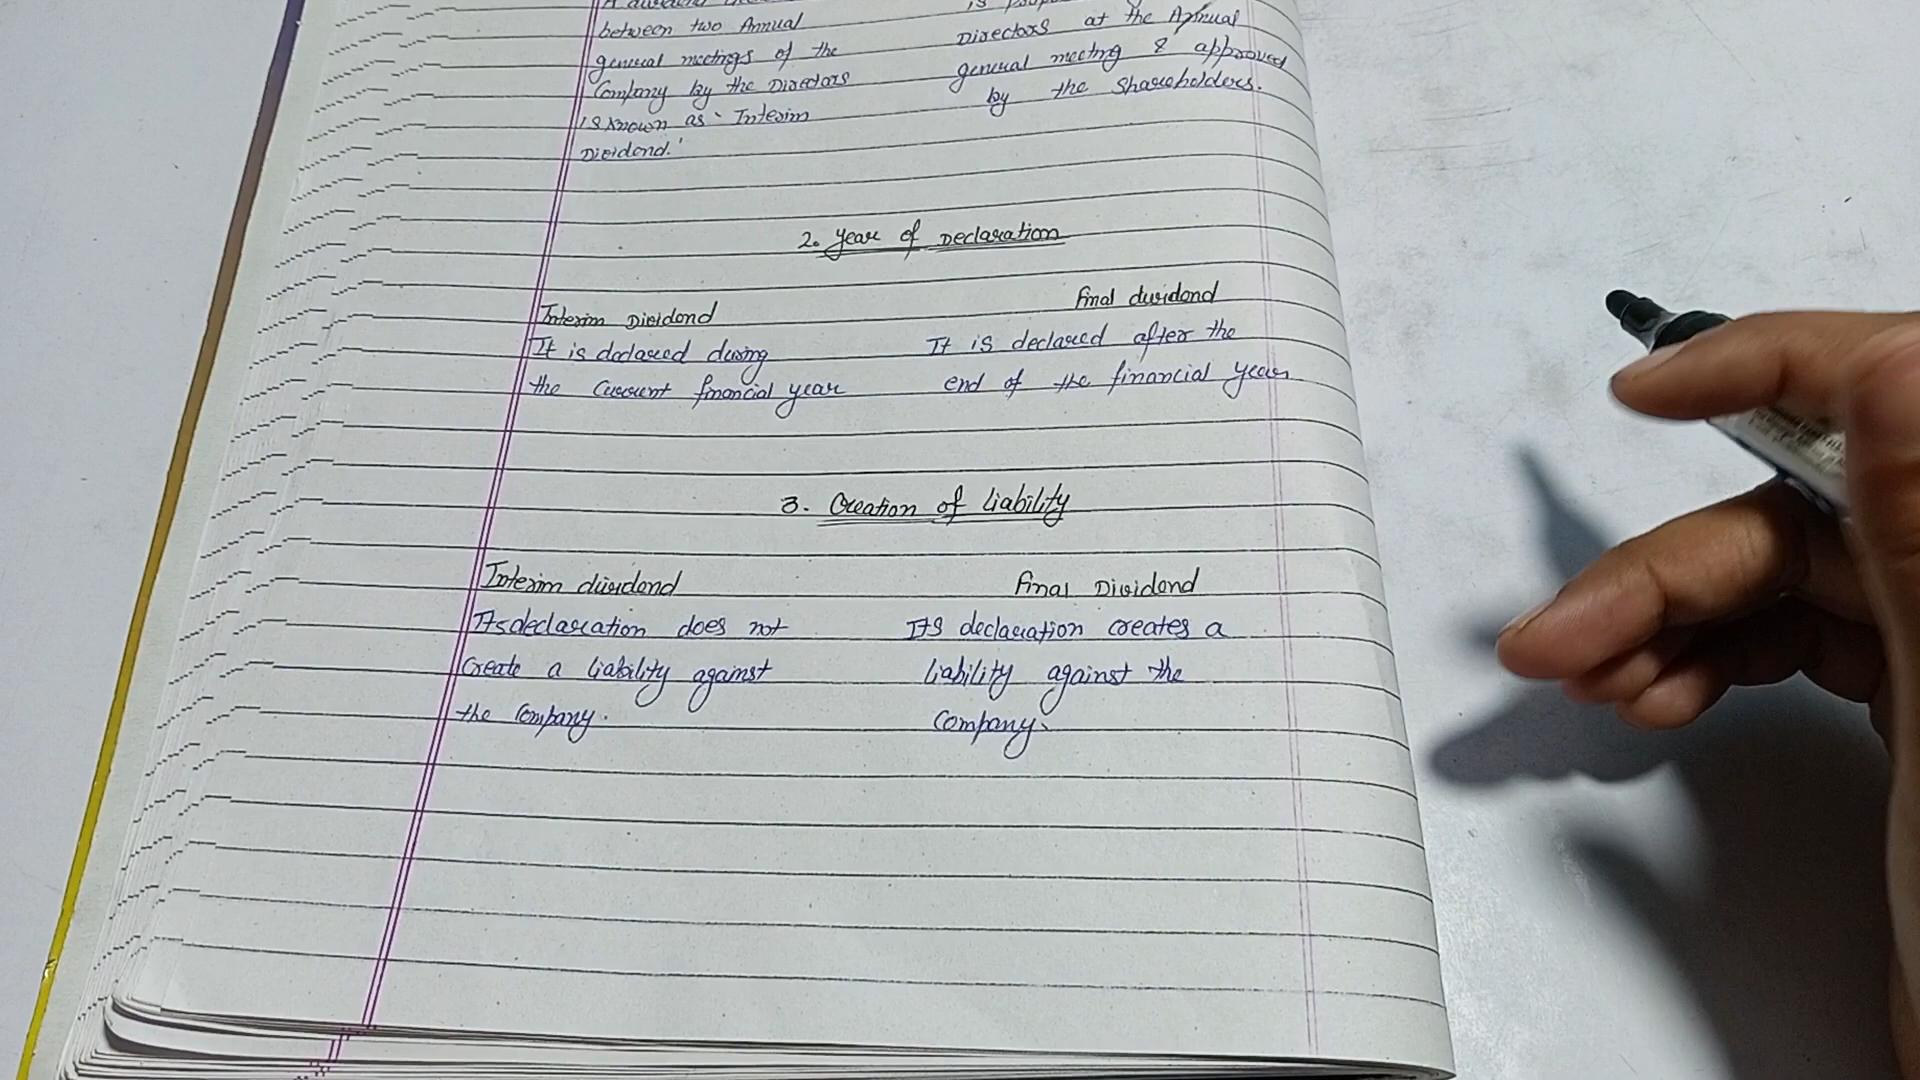 between two Annual
general meetings of the
Company by the Directors
is known as Interim
Dividend.'
Directors at the Annual
general meeting & approved
by the Shareholders.
2. Year of Declaration
Interim Dividend
It is declared during
the Current financial year
final dividend
It is declared after the
end of the financial year
3. Creation of liability
Interim dividend
Its declaration does not
Create a liability against
the Company.
final Dividend
Its declaration creates a
liability against the
Company.